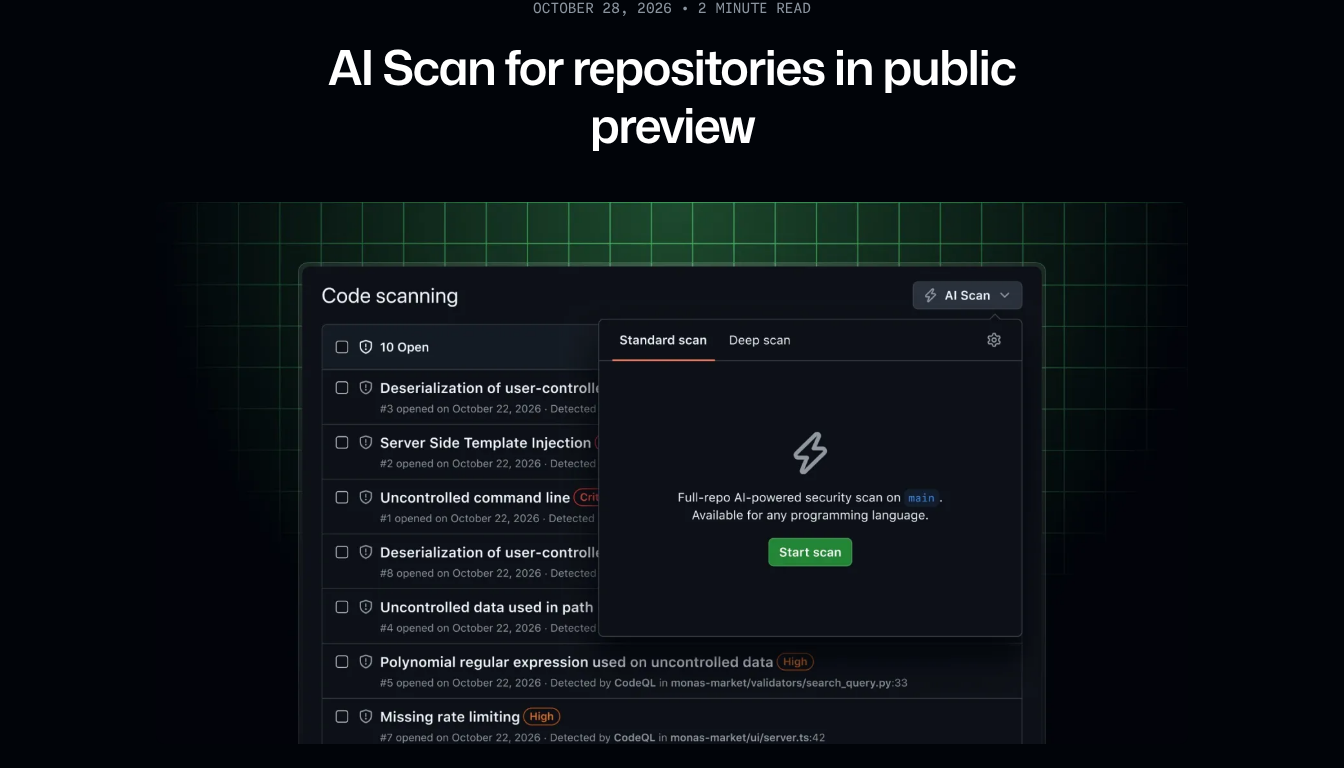 OCTOBER 28, 2026 • 2 MINUTE READ
AI Scan for repositories in public
preview
Code scanning
AI Scan
Standard scan
Deep scan
10 Open
Deserialization of user-controlle
#3 opened on October 22, 2026 · Detected
Server Side Template Injection
#2 opened on October 22, 2026 · Detected
Uncontrolled command line Crit
#1 opened on October 22, 2026 · Detected
Deserialization of user-controlle
#8 opened on October 22, 2026 · Detected
Uncontrolled data used in path
#4 opened on October 22, 2026 · Detected
Full-repo AI-powered security scan on main.
Available for any programming language.
Start scan
Polynomial regular expression used on uncontrolled data High
#5 opened on October 22, 2026 · Detected by CodeQL in monas-market/validators/search_query.py:33
Missing rate limiting High
#7 opened on October 22, 2026 · Detected by CodeQL in monas-market/ui/server.ts:42